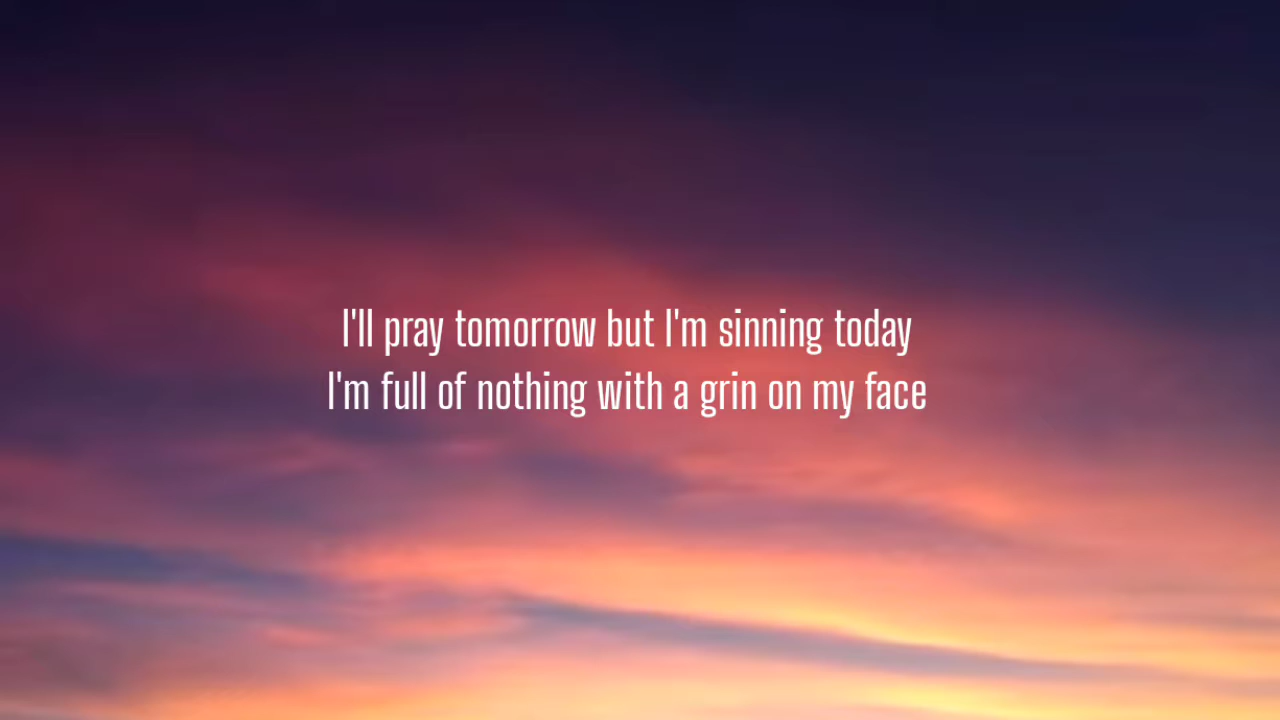 I'll pray tomorrow but I'm sinning today
I'm full of nothing with a grin on my face